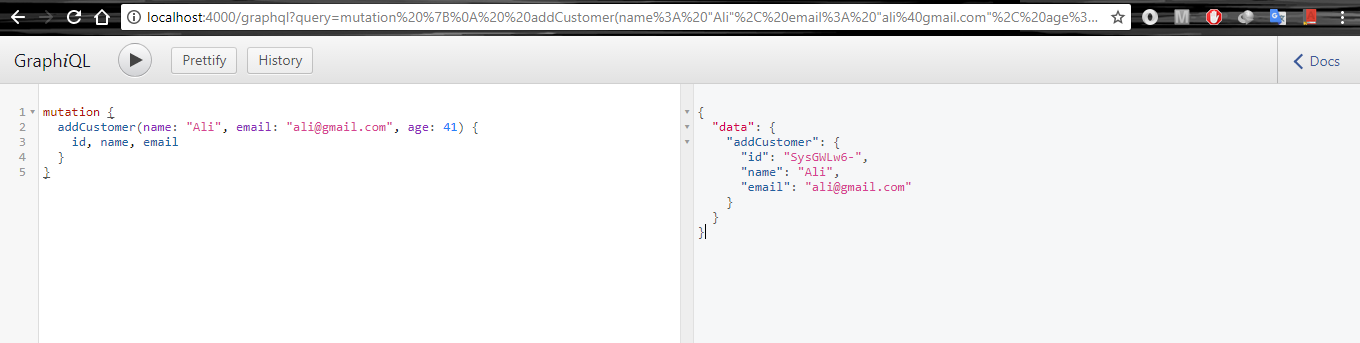 localhost:4000/graphql?query=mutation%20%7B%0A%20%20addCustomer(name%3A%20"Ali"%2C%20email%3A%20"ali%40gmail.com"%2C%20age%3...
GraphiQL
Prettify
History
Docs
1 mutation {
2 addCustomer(name: "Ali", email: "ali@gmail.com", age: 41) {
3 id, name, email
4 }
5 }
{
"data": {
"addCustomer": {
"id": "SysGWLw6-",
"name": "Ali",
"email": "ali@gmail.com"
}
}
}